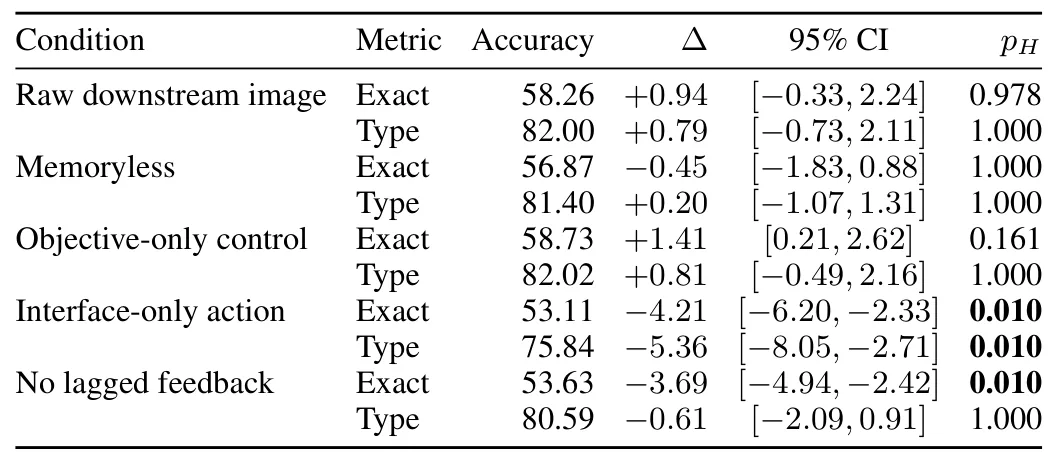 Condition Metric Accuracy Δ 95% CI p_H
Raw downstream image Exact 58.26 +0.94 [−0.33, 2.24] 0.978
Type 82.00 +0.79 [−0.73, 2.11] 1.000
Memoryless Exact 56.87 −0.45 [−1.83, 0.88] 1.000
Type 81.40 +0.20 [−1.07, 1.31] 1.000
Objective-only control Exact 58.73 +1.41 [0.21, 2.62] 0.161
Type 82.02 +0.81 [−0.49, 2.16] 1.000
Interface-only action Exact 53.11 −4.21 [−6.20, −2.33] 0.010
Type 75.84 −5.36 [−8.05, −2.71] 0.010
No lagged feedback Exact 53.63 −3.69 [−4.94, −2.42] 0.010
Type 80.59 −0.61 [−2.09, 0.91] 1.000